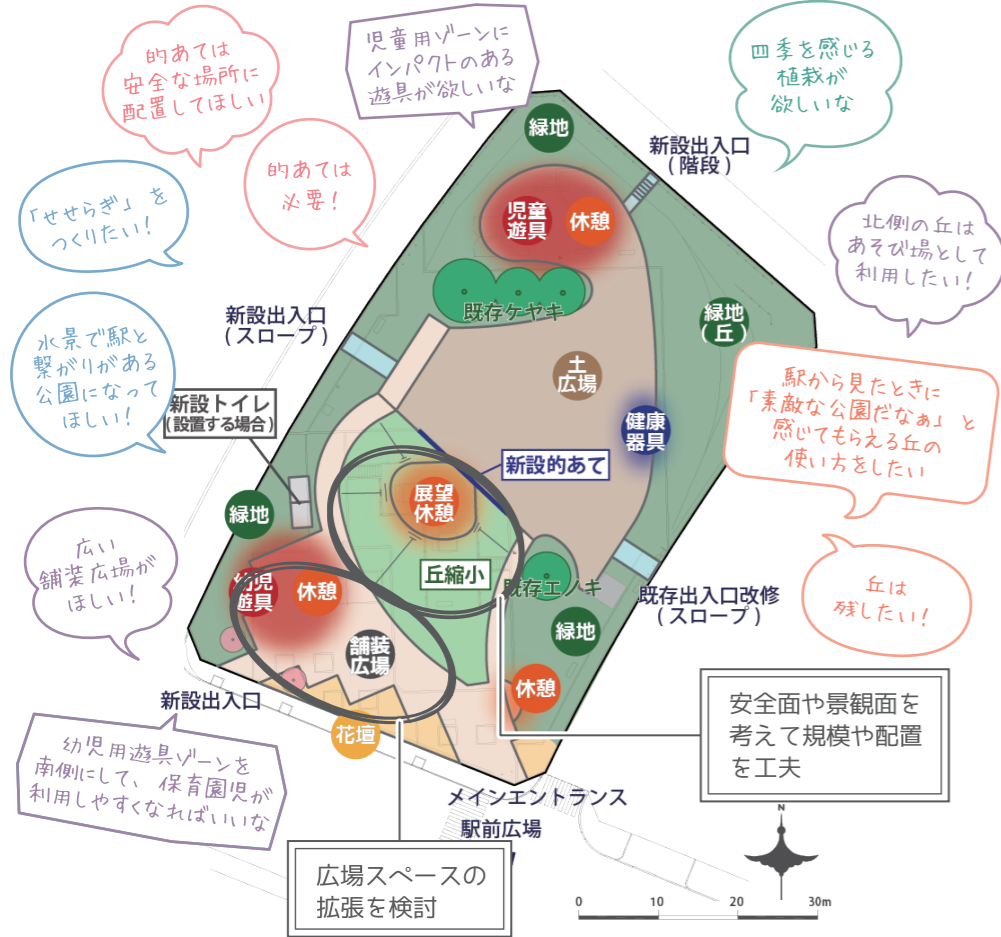 的あては
安全な場所に
配置してほしい
児童用ゾーンに
インパクトのある
遊具が欲しいな
四季を感じる
植栽が
欲しいな
的あては
必要！
「せせらぎ」を
つくりたい！
北側の丘は
あそび場として
利用したい！
水景で駅と
繋がりがある
公園になって
ほしい！
駅から見たときに
「素敵な公園だなぁ」と
感じてもらえる丘の
使い方をしたい
広い
舗装広場が
ほしい！
丘は
残したい！
幼児用遊具ゾーンを
南側にして、保育園児が
利用しやすくなればいいな
緑地
新設出入口
(階段)
児童
遊具
休憩
既存ケヤキ
新設出入口
(スロープ)
緑地
(丘)
土
広場
新設トイレ
(設置する場合)
健康
器具
新設的あて
展望
休憩
緑地
丘縮小
既存エノキ
既存出入口改修
(スロープ)
幼児
遊具
休憩
緑地
舗装
広場
休憩
新設出入口
花壇
メインエントランス
駅前広場
安全面や景観面を
考えて規模や配置
を工夫
広場スペースの
拡張を検討
N
0 10 20 30m